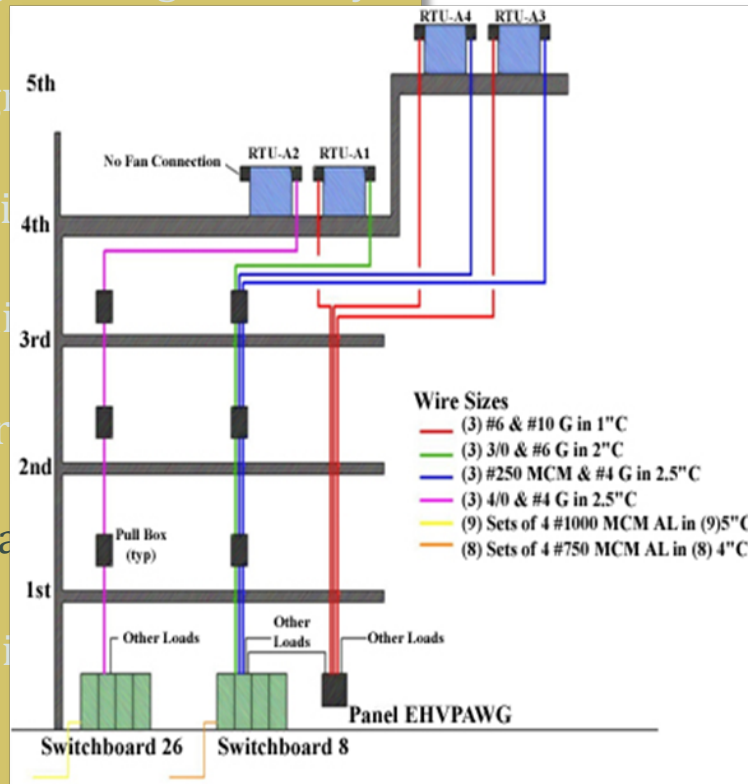 RTU-A4
RTU-A3
5th
No Fan Connection
RTU-A2
RTU-A1
4th
3rd
Wire Sizes
(3) #6 & #10 G in 1"C
(3) 3/0 & #6 G in 2"C
(3) #250 MCM & #4 G in 2.5"C
(3) 4/0 & #4 G in 2.5"C
(9) Sets of 4 #1000 MCM AL in (9)5"C
(8) Sets of 4 #750 MCM AL in (8) 4"C
2nd
Pull Box
(typ)
1st
Other Loads
Other
Loads
Other Loads
Panel EHVPAWG
Switchboard 26
Switchboard 8